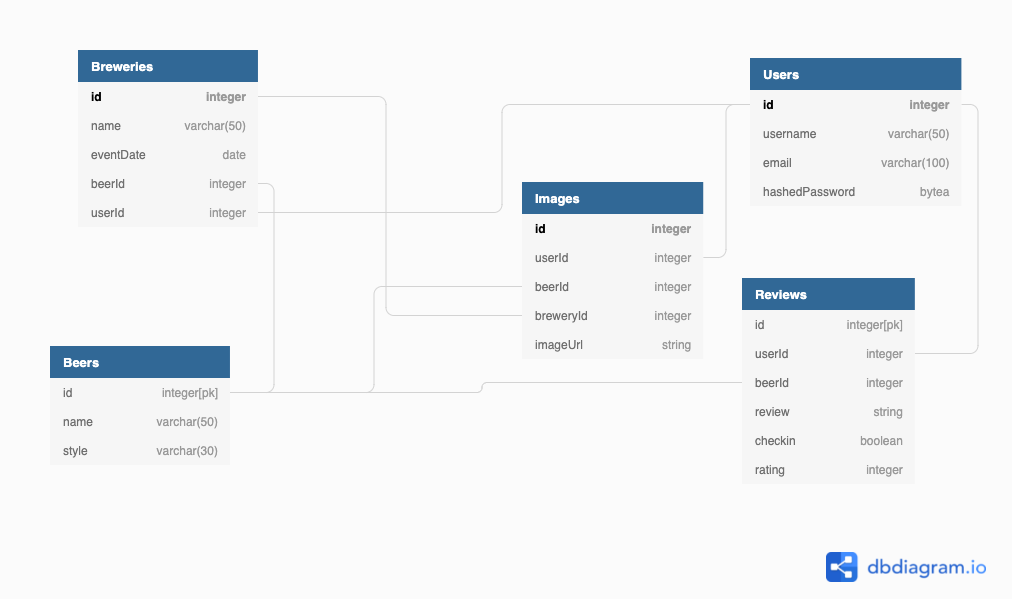 Breweries
id integer
name varchar(50)
eventDate date
beerId integer
userId integer
Users
id integer
username varchar(50)
email varchar(100)
hashedPassword bytea
Images
id integer
userId integer
beerId integer
breweryId integer
imageUrl string
Reviews
id integer[pk]
userId integer
beerId integer
review string
checkin boolean
rating integer
Beers
id integer[pk]
name varchar(50)
style varchar(30)
dbdiagram.io